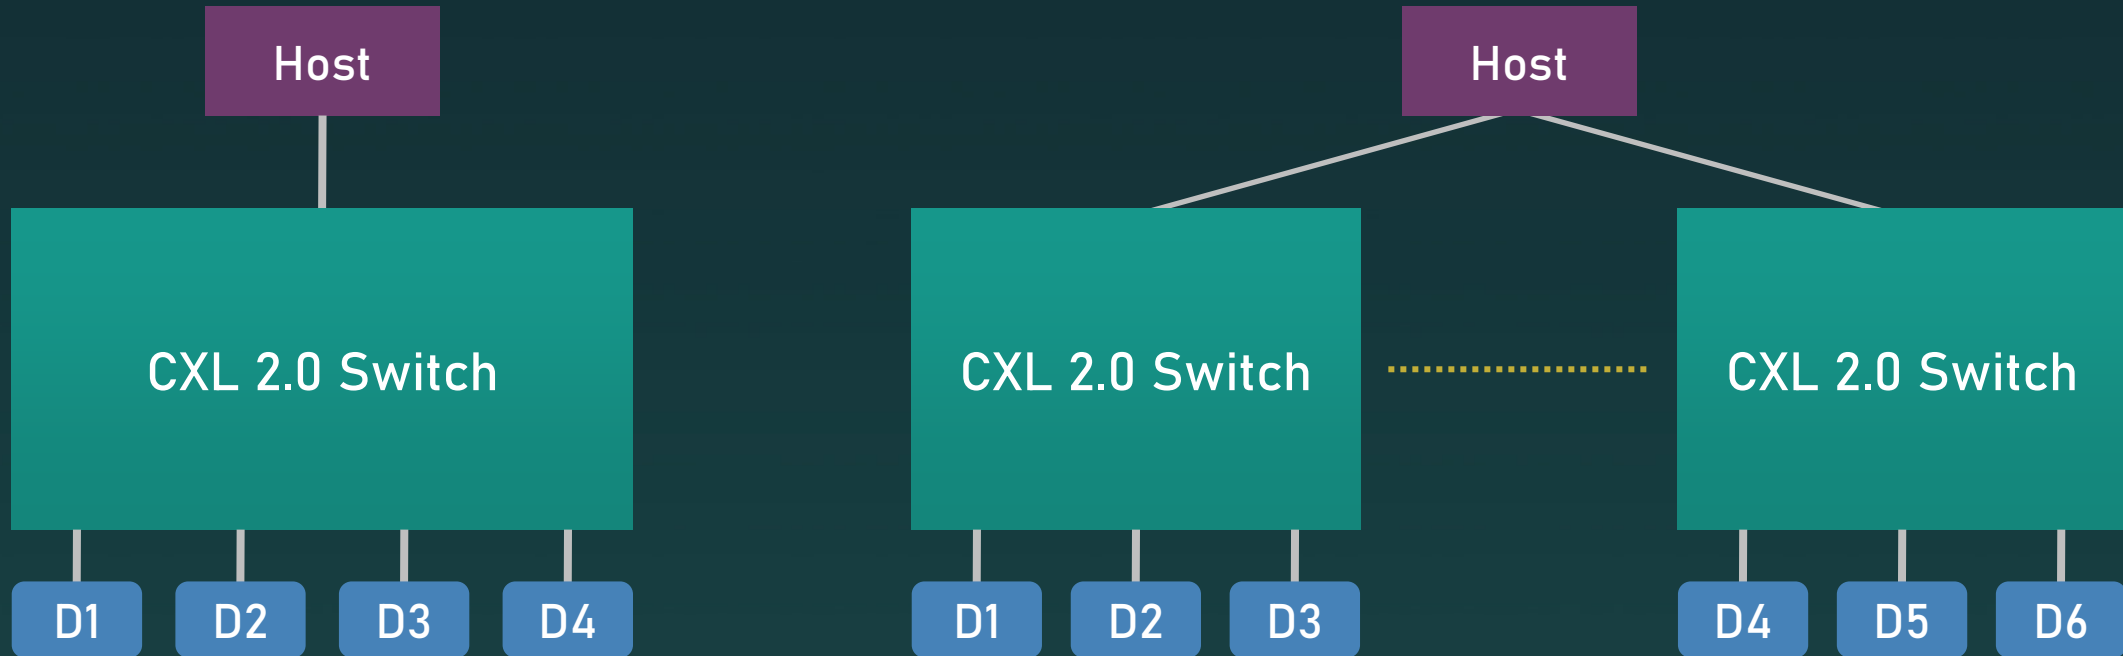 Host
Host
CXL 2.0 Switch
CXL 2.0 Switch
CXL 2.0 Switch
D1
D2
D3
D4
D1
D2
D3
D4
D5
D6